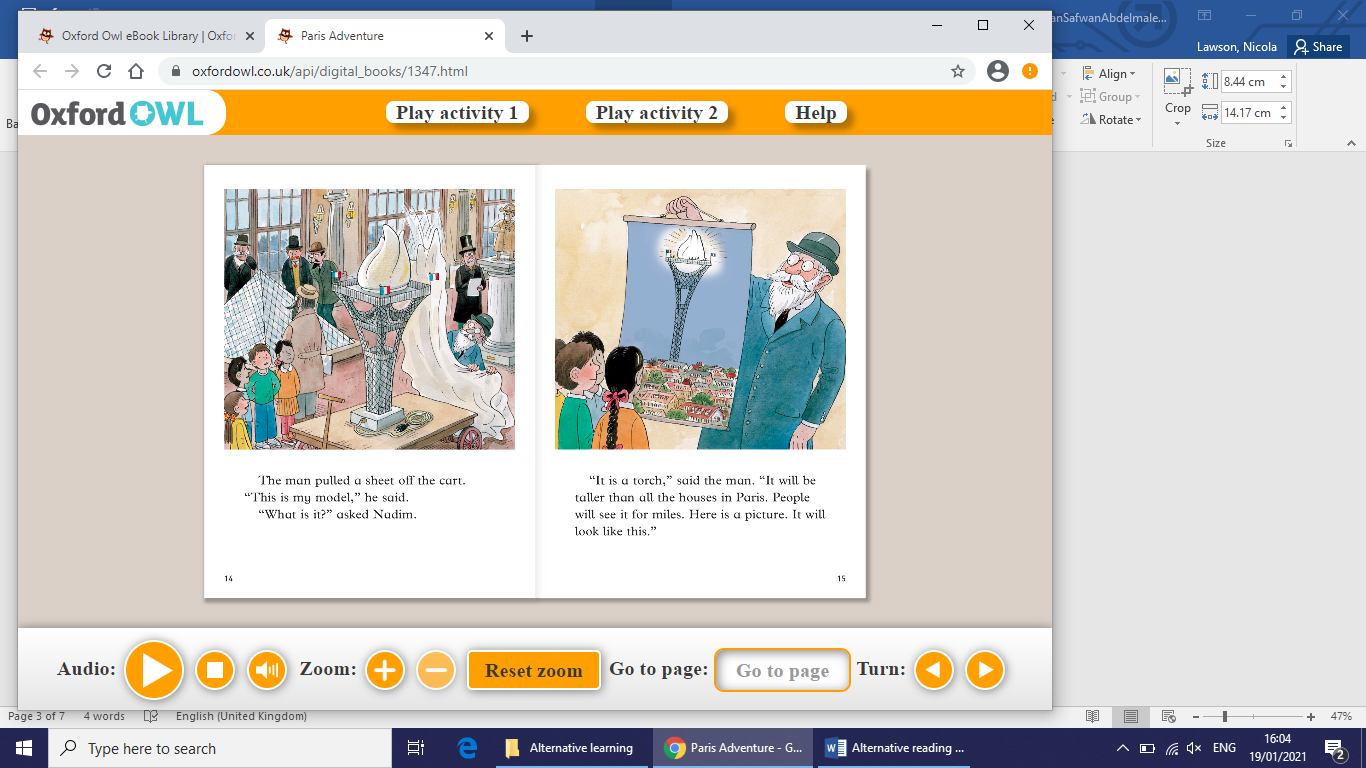 anSafwanAbdelmale...
Lawson, Nicola
Share
Oxford Owl eBook Library | Oxfo
Paris Adventure
oxfordowl.co.uk/api/digital_books/1347.html
Align
Group
Rotate
Crop
8.44 cm
14.17 cm
Size
Ba
Oxford OWL
Play activity 1
Play activity 2
Help
The man pulled a sheet off the cart.
“This is my model,” he said.
“What is it?” asked Nadim.
14
“It is a torch,” said the man. “It will be
taller than all the houses in Paris. People
will see it for miles. Here is a picture. It will
look like this.”
15
Audio:
Zoom:
Reset zoom
Go to page:
Go to page
Turn:
Page 3 of 7
4 words
English (United Kingdom)
47%
Type here to search
Alternative learning
Paris Adventure - G...
Alternative reading ...
ENG
16:04
19/01/2021
2